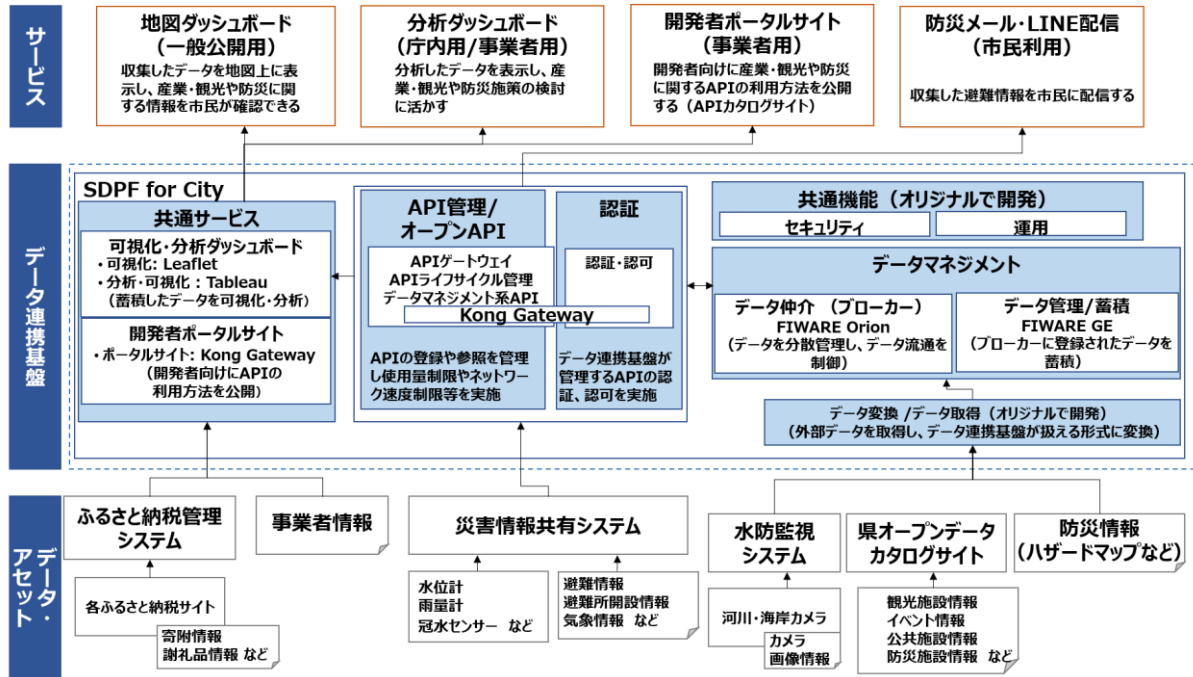 サービス
地図ダッシュボード
(一般公開用)
収集したデータを地図上に表
示し、産業・観光や防災に関
する情報を市民が確認できる
分析ダッシュボード
(庁内用/事業者用)
分析したデータを表示し、産
業・観光や防災施策の検討
に活かす
開発者ポータルサイト
(事業者用)
開発者向けに産業・観光や防災
に関するAPIの利用方法を公開
する(APIカタログサイト)
防災メール・LINE配信
(市民利用)
収集した避難情報を市民に配信する
データ連携基盤
SDPF for City
共通サービス
可視化・分析ダッシュボード
・可視化: Leaflet
・分析・可視化 : Tableau
(蓄積したデータを可視化・分析)
開発者ポータルサイト
・ポータルサイト: Kong Gateway
(開発者向けにAPIの
利用方法を公開)
API管理/
オープンAPI
APIゲートウェイ
APIライフサイクル管理
データマネジメント系API
認証
認証・認可
Kong Gateway
APIの登録や参照を管理
し使用量制限やネットワー
ク速度制限等を実施
データ連携基盤が
管理するAPIの認
証、認可を実施
共通機能(オリジナルで開発)
セキュリティ
運用
データマネジメント
データ仲介 (ブローカー)
FIWARE Orion
(データを分散管理し、データ流通を
制御)
データ管理/蓄積
FIWARE GE
(ブローカーに登録されたデータを
蓄積)
データ変換 /データ取得(オリジナルで開発)
(外部データを取得し、データ連携基盤が扱える形式に変換)
データ・アセット
ふるさと納税管理
システム
各ふるさと納税サイト
寄附情報
謝礼品情報 など
事業者情報
災害情報共有システム
水位計
雨量計
冠水センサー など
避難情報
避難所開設情報
気象情報 など
水防監視
システム
河川・海岸カメラ
カメラ
画像情報
県オープンデータ
カタログサイト
観光施設情報
イベント情報
公共施設情報
防災施設情報 など
防災情報
(ハザードマップなど)